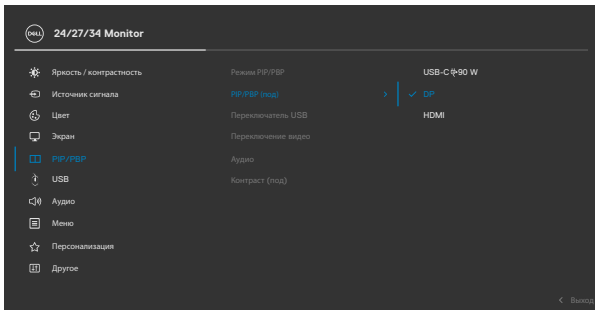 DELL
24/27/34 Monitor
Яркость / контрастность
Источник сигнала
Цвет
Экран
PIP/PBP
USB
Аудио
Меню
Персонализация
Другое
Режим PIP/PBP
PIP/PBP (под)
Переключатель USB
Переключение видео
Аудио
Контраст (под)
USB-C 90 W
DP
HDMI
Выход